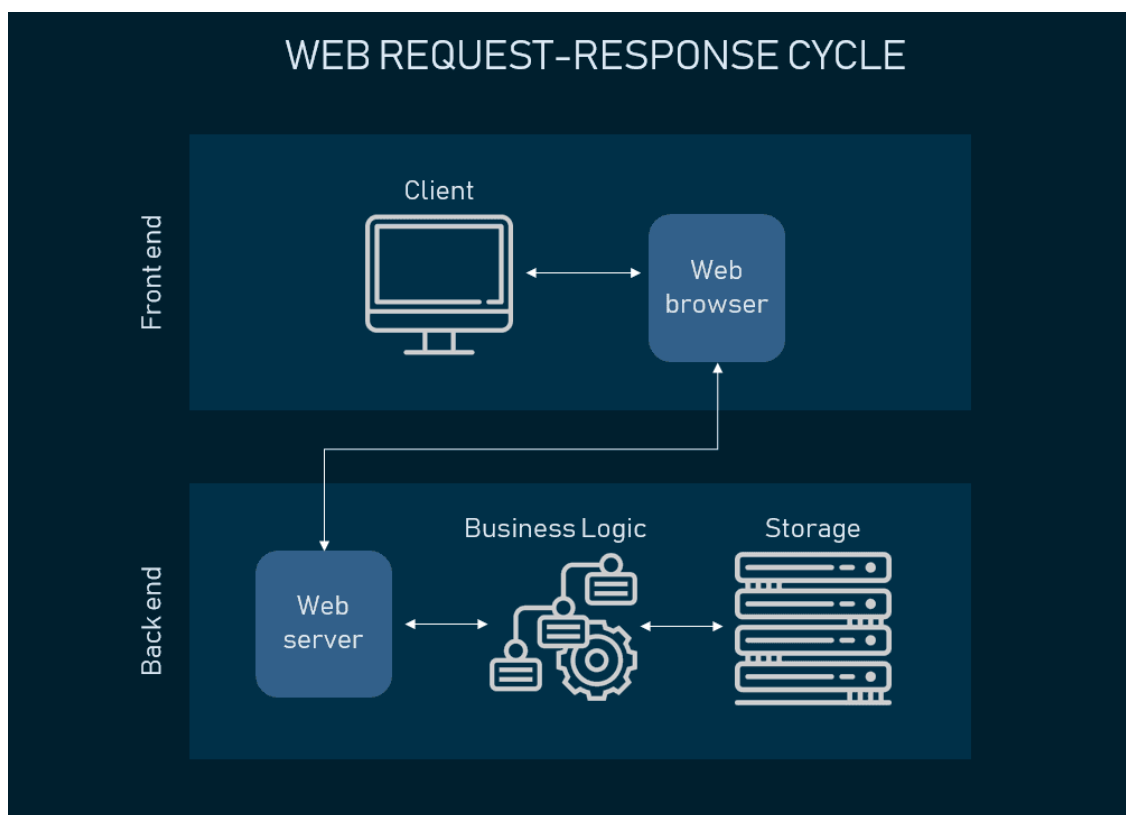 WEB REQUEST-RESPONSE CYCLE
Front end
Client
Web
browser
Back end
Business Logic
Storage
Web
server